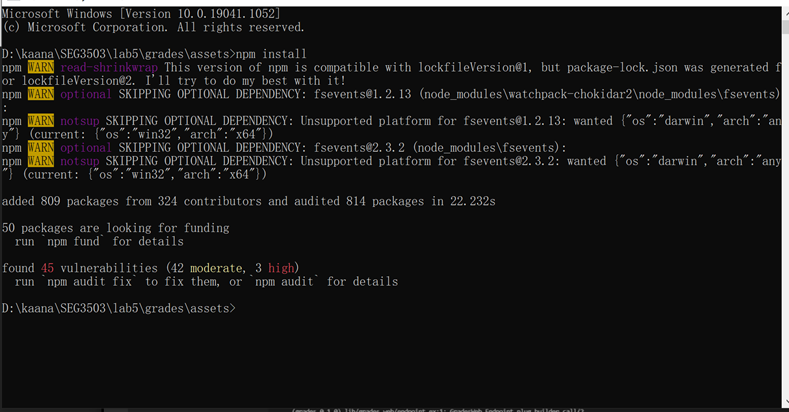 Microsoft Windows [Version 10.0.19041.1052]
(c) Microsoft Corporation. All rights reserved.
D:\kaana\SEG3503\lab5\grades\assets>npm install
npm WARN read-shrinkwrap This version of npm is compatible with lockfileVersion@1, but package-lock.json was generated f
or lockfileVersion@2. I'll try to do my best with it!
npm WARN optional SKIPPING OPTIONAL DEPENDENCY: fsevents@1.2.13 (node_modules\watchpack-chokidar2\node_modules\fsevents)
:
npm WARN notsup SKIPPING OPTIONAL DEPENDENCY: Unsupported platform for fsevents@1.2.13: wanted {"os":"darwin","arch":"an
y"} (current: {"os":"win32","arch":"x64"})
npm WARN optional SKIPPING OPTIONAL DEPENDENCY: fsevents@2.3.2 (node_modules\fsevents):
npm WARN notsup SKIPPING OPTIONAL DEPENDENCY: Unsupported platform for fsevents@2.3.2: wanted {"os":"darwin","arch":"any
"} (current: {"os":"win32","arch":"x64"})
added 809 packages from 324 contributors and audited 814 packages in 22.232s
50 packages are looking for funding
run `npm fund` for details
found 45 vulnerabilities (42 moderate, 3 high)
run `npm audit fix` to fix them, or `npm audit` for details
D:\kaana\SEG3503\lab5\grades\assets>